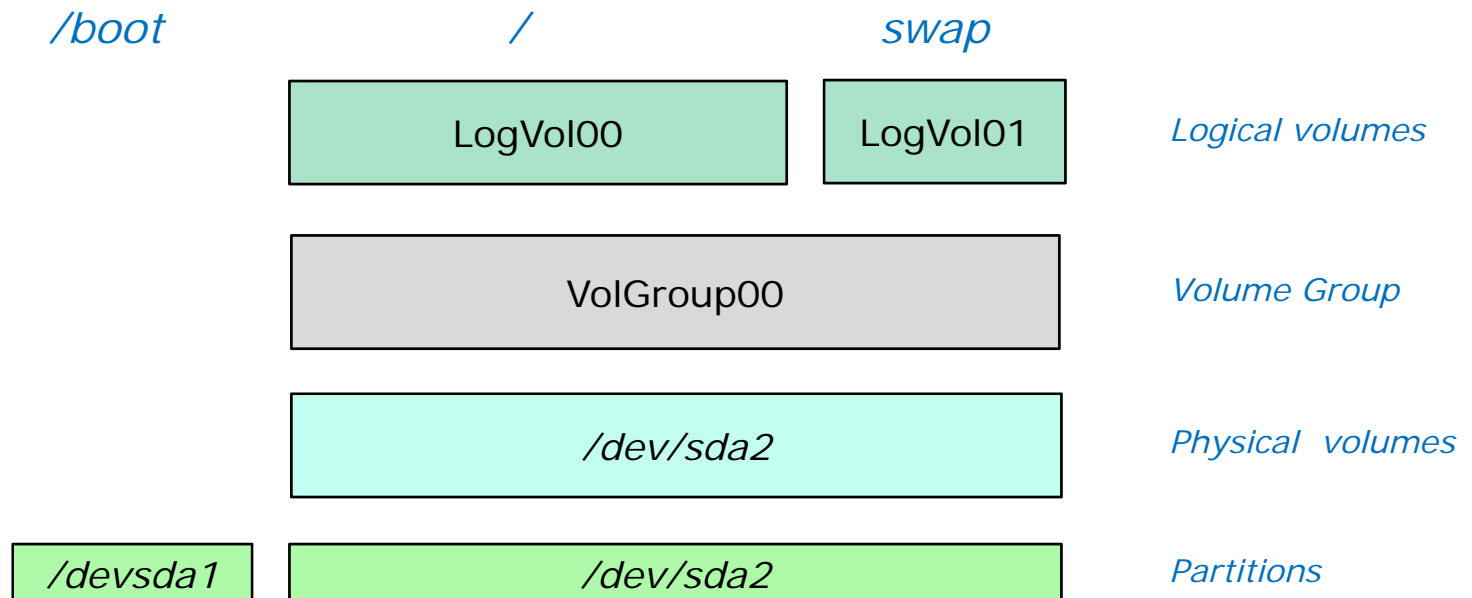 /boot / swap
LogVol00 LogVol01 Logical volumes
VolGroup00 Volume Group
/dev/sda2 Physical volumes
/devsda1 /dev/sda2 Partitions